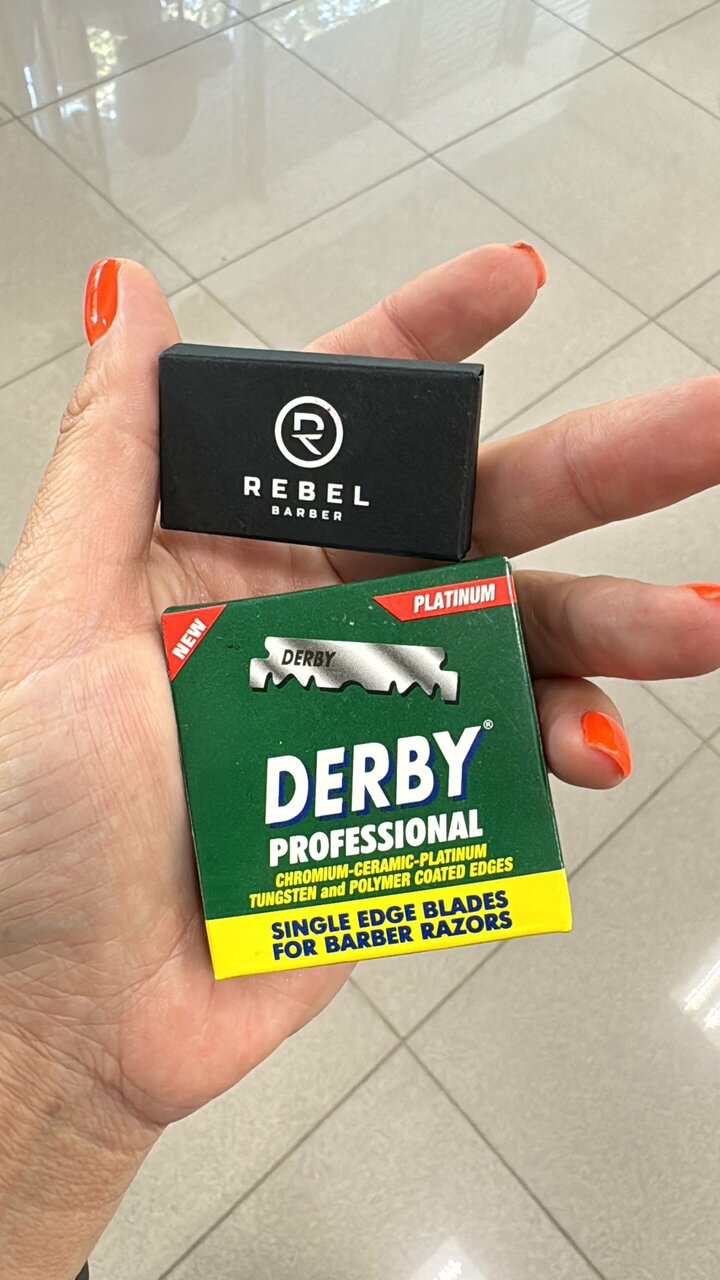 R
REBEL
BARBER
NEW
PLATINUM
DERBY
DERBY®
PROFESSIONAL
CHROMIUM-CERAMIC-PLATINUM
TUNGSTEN and POLYMER COATED EDGES
SINGLE EDGE BLADES
FOR BARBER RAZORS